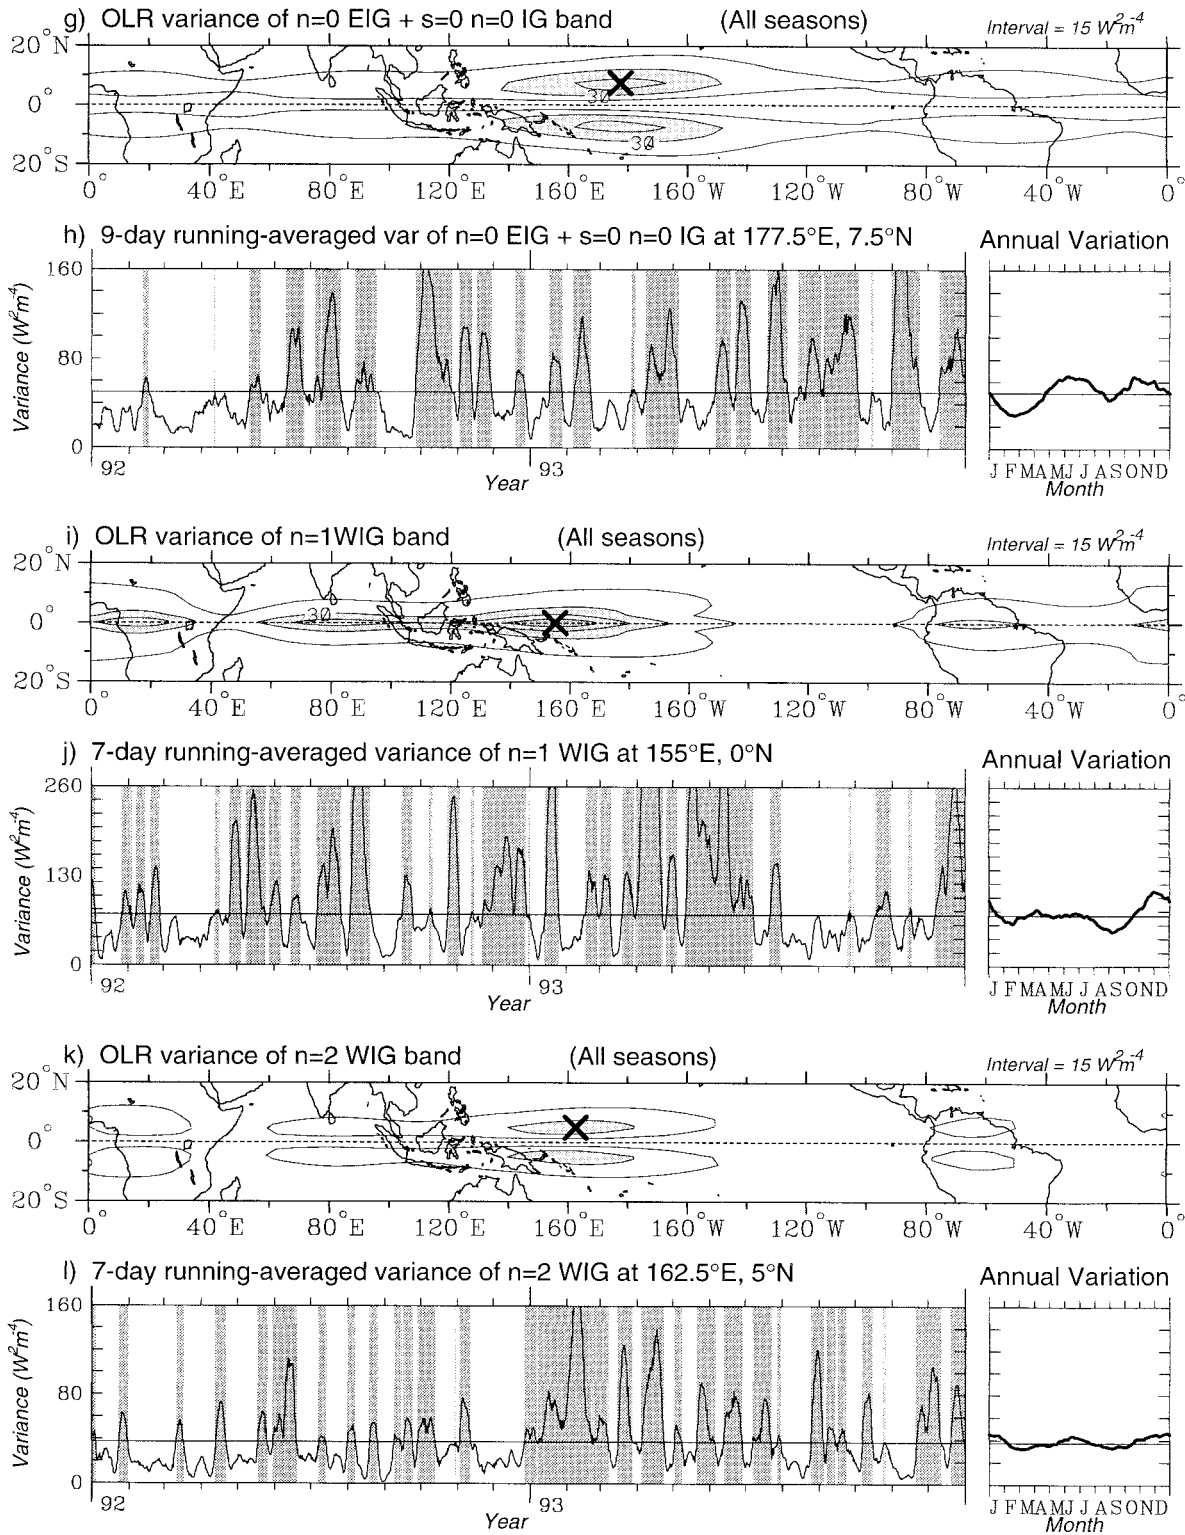 g) OLR variance of n=0 EIG + s=0 n=0 IG band (All seasons) Interval = 15 W²m⁻⁴
20°N
0°
20°S
30
30
0° 40°E 80°E 120°E 160°E 160°W 120°W 80°W 40°W 0°
h) 9-day running-averaged var of n=0 EIG + s=0 n=0 IG at 177.5°E, 7.5°N Annual Variation
Variance (W²m⁻⁴)
160
80
0
92 93
Year
J F M A M J J A S O N D
Month
i) OLR variance of n=1WIG band (All seasons) Interval = 15 W²m⁻⁴
20°N
0°
20°S
30
0° 40°E 80°E 120°E 160°E 160°W 120°W 80°W 40°W 0°
j) 7-day running-averaged variance of n=1 WIG at 155°E, 0°N Annual Variation
Variance (W²m⁻⁴)
260
130
0
92 93
Year
J F M A M J J A S O N D
Month
k) OLR variance of n=2 WIG band (All seasons) Interval = 15 W²m⁻⁴
20°N
0°
20°S
0° 40°E 80°E 120°E 160°E 160°W 120°W 80°W 40°W 0°
l) 7-day running-averaged variance of n=2 WIG at 162.5°E, 5°N Annual Variation
Variance (W²m⁻⁴)
160
80
0
92 93
Year
J F M A M J J A S O N D
Month